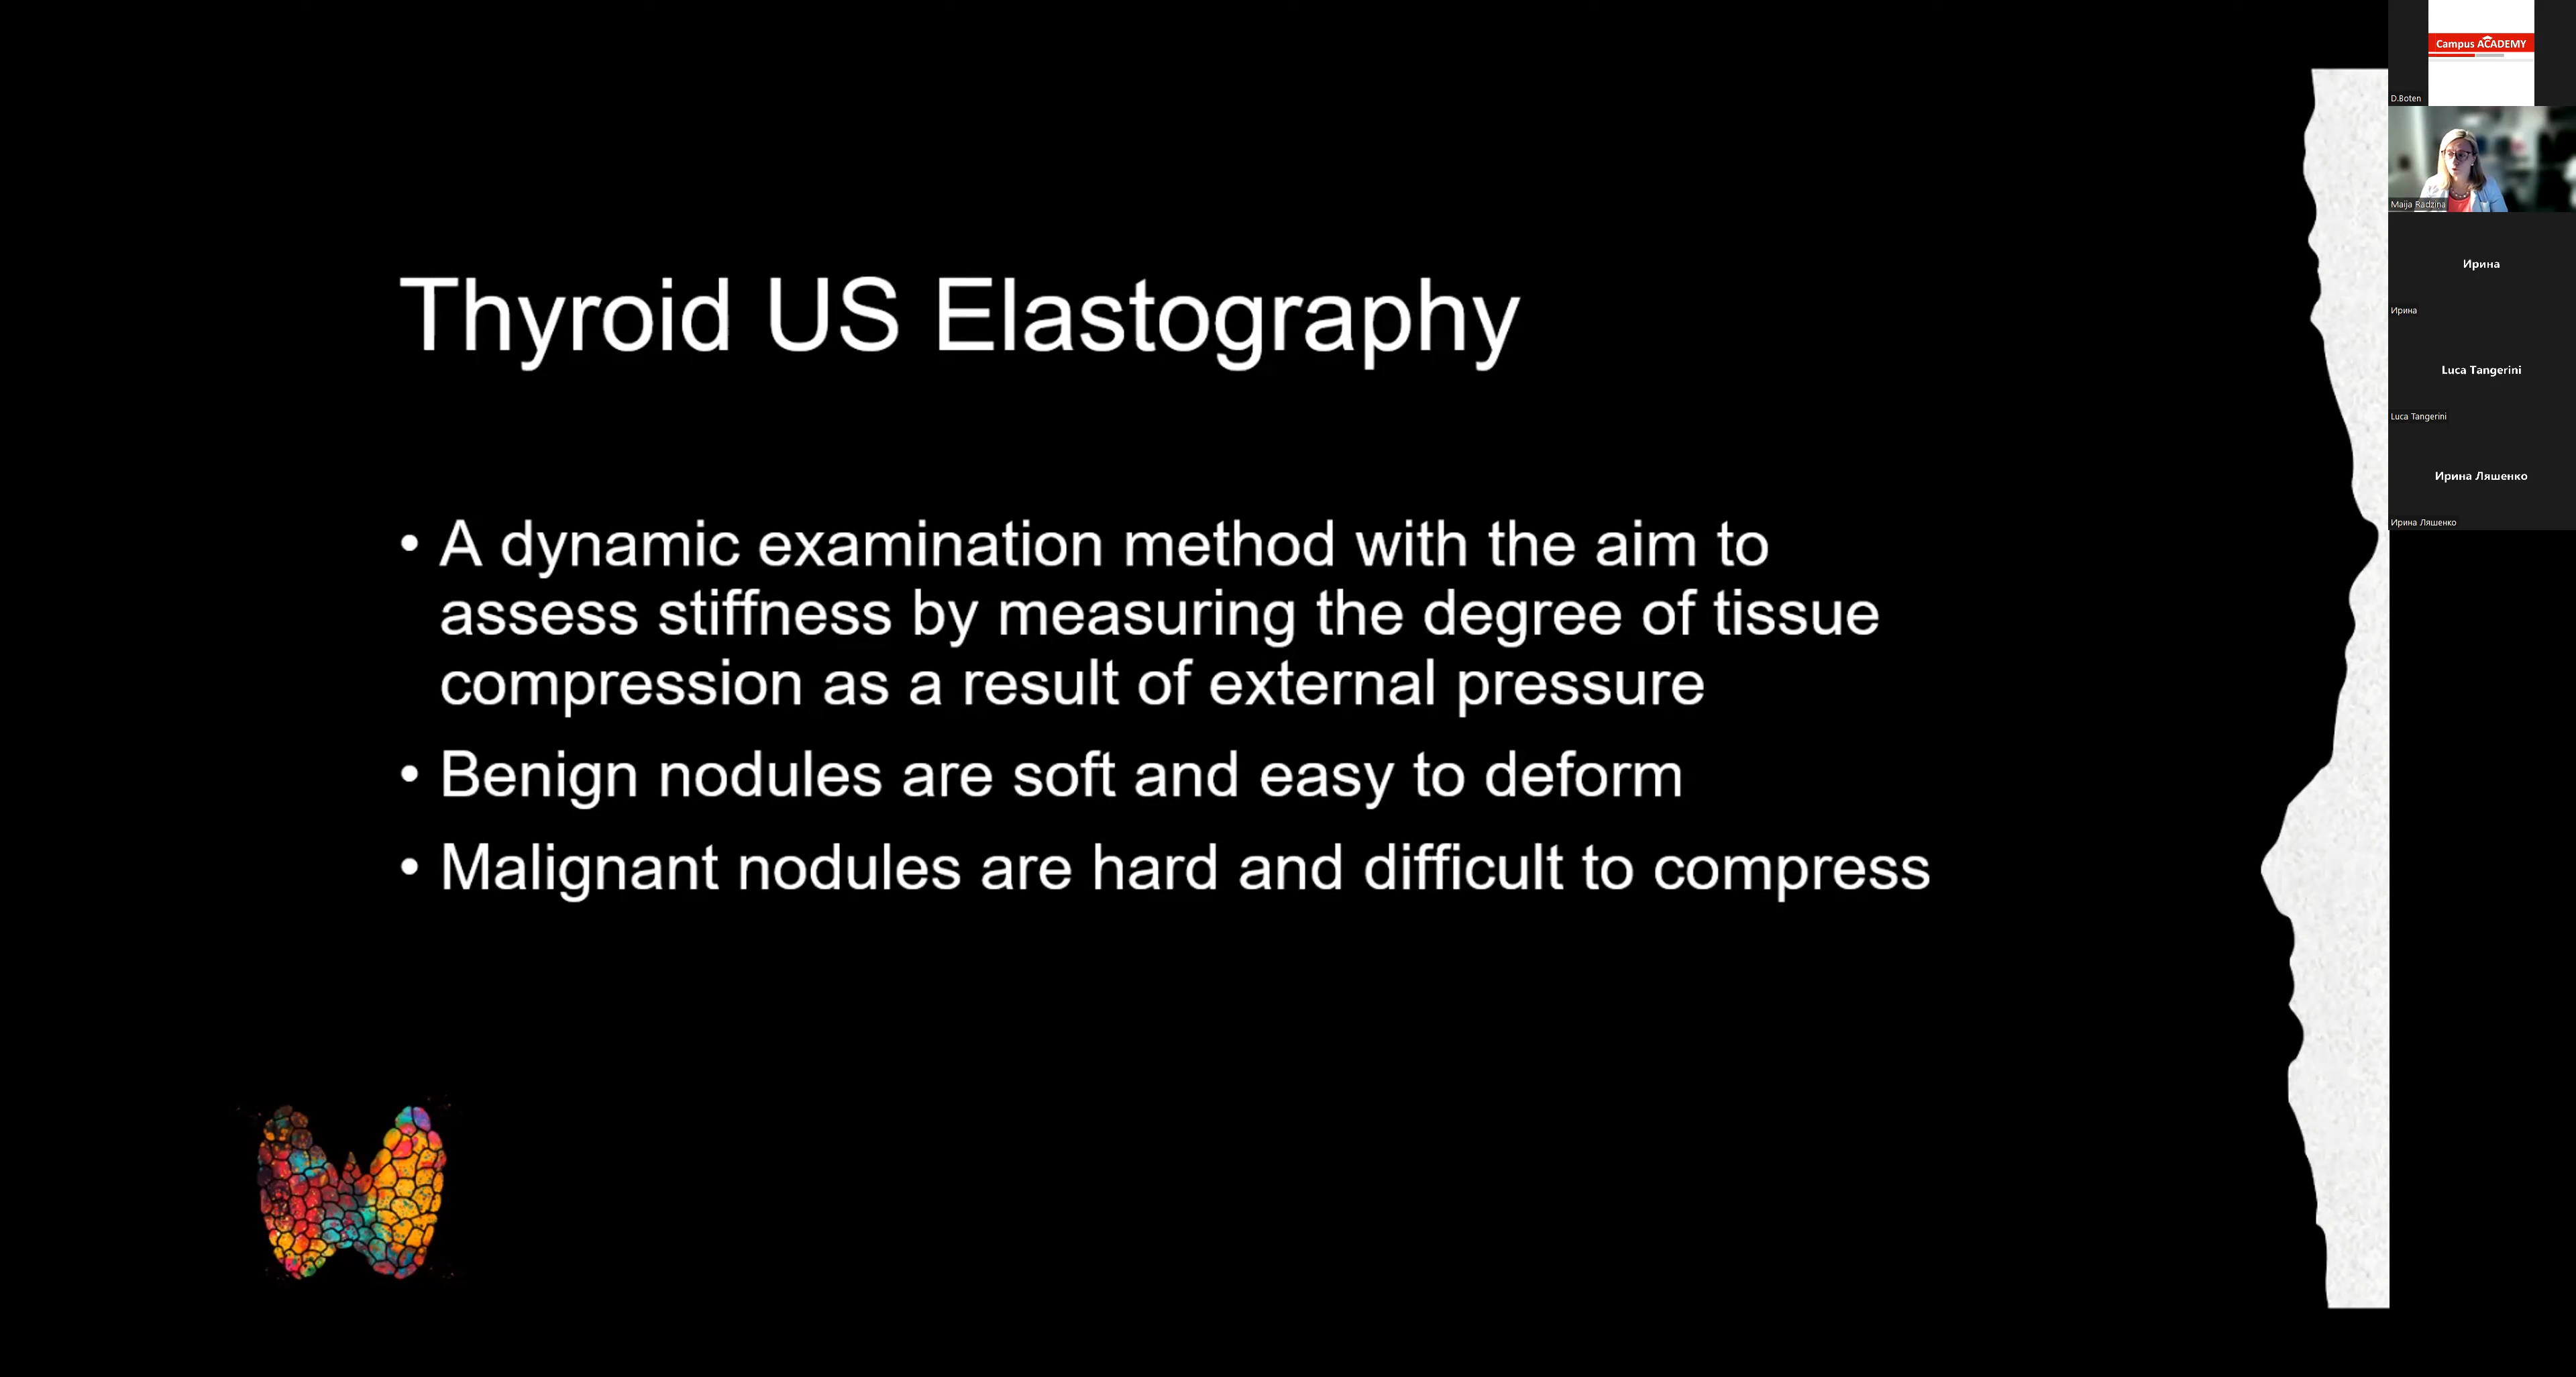 Thyroid US Elastography
• A dynamic examination method with the aim to
assess stiffness by measuring the degree of tissue
compression as a result of external pressure
• Benign nodules are soft and easy to deform
• Malignant nodules are hard and difficult to compress
Campus ACADEMY
D.Boten
Maija Radzina
Ирина
Ирина
Luca Tangerini
Luca Tangerini
Ирина Ляшенко
Ирина Ляшенко